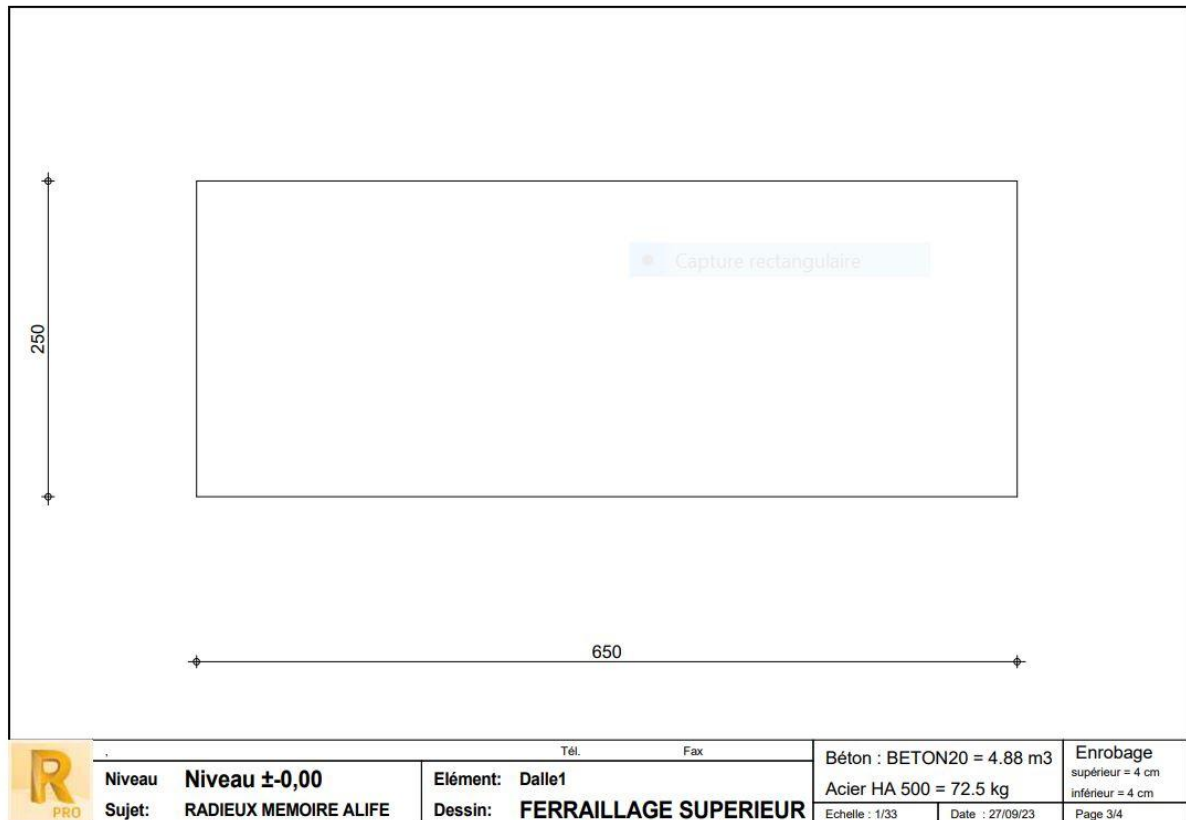 Capture rectangulaire
250
650
. Tél. Fax
Niveau Niveau ±-0,00
Sujet: RADIEUX MEMOIRE ALIFE
Elément: Dalle1
Dessin: FERRAILLAGE SUPERIEUR
Béton : BETON20 = 4.88 m3
Acier HA 500 = 72.5 kg
Echelle : 1/33 Date : 27/09/23
Enrobage
supérieur = 4 cm
inférieur = 4 cm
Page 3/4
R
PRO